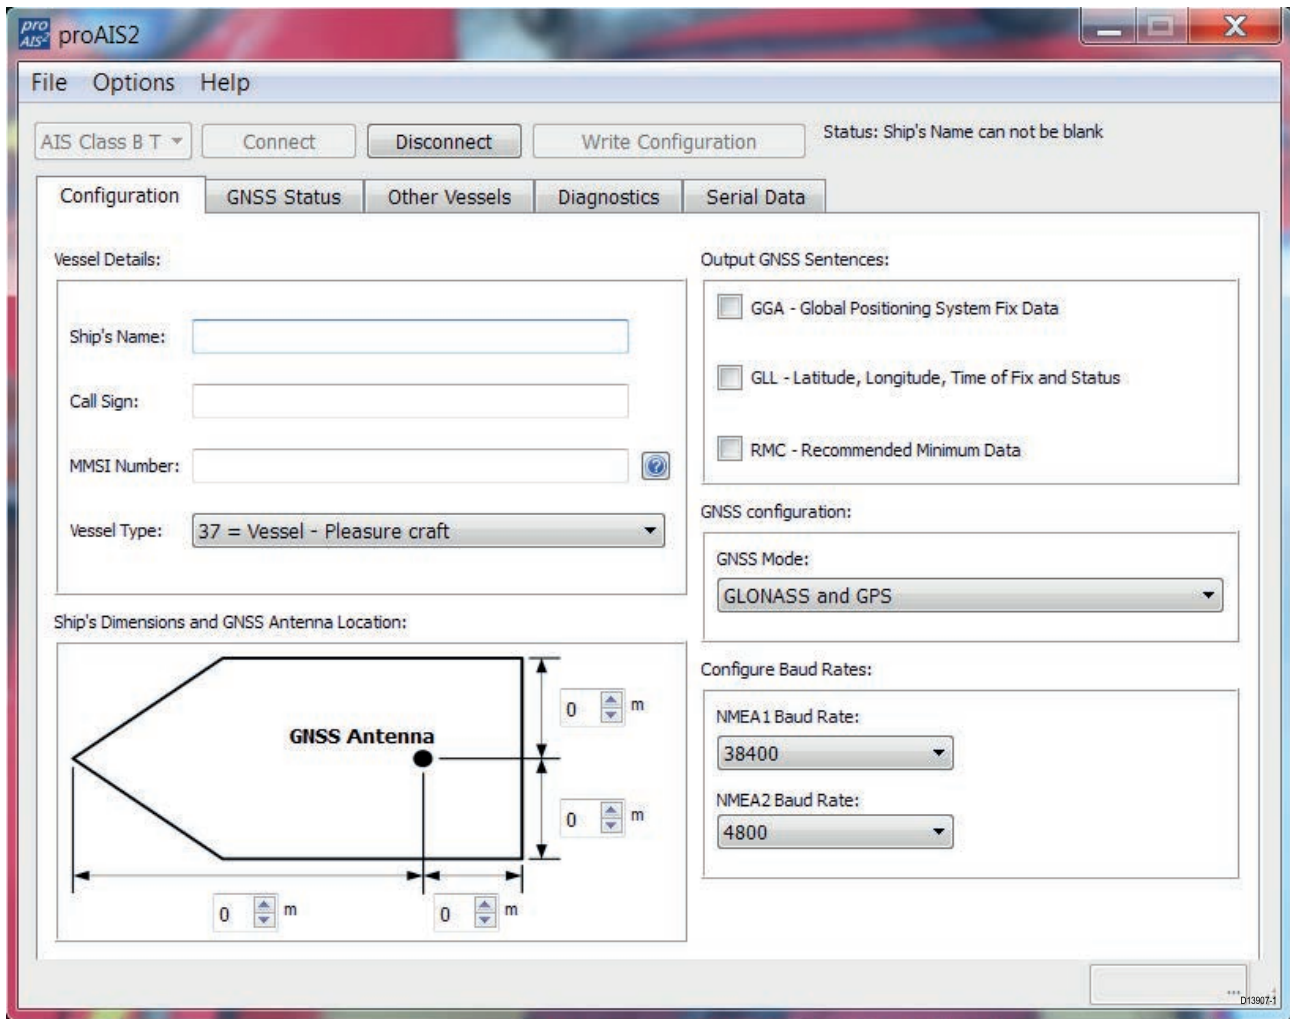 pro AIS2 proAIS2
File Options Help
AIS Class B T Connect Disconnect Write Configuration Status: Ship's Name can not be blank
Configuration GNSS Status Other Vessels Diagnostics Serial Data
Vessel Details:
Ship's Name:
Call Sign:
MMSI Number: ?
Vessel Type: 37 = Vessel - Pleasure craft
Ship's Dimensions and GNSS Antenna Location:
GNSS Antenna
0 m
0 m
0 m 0 m
Output GNSS Sentences:
GGA - Global Positioning System Fix Data
GLL - Latitude, Longitude, Time of Fix and Status
RMC - Recommended Minimum Data
GNSS configuration:
GNSS Mode:
GLONASS and GPS
Configure Baud Rates:
NMEA1 Baud Rate:
38400
NMEA2 Baud Rate:
4800
...
D13907-1